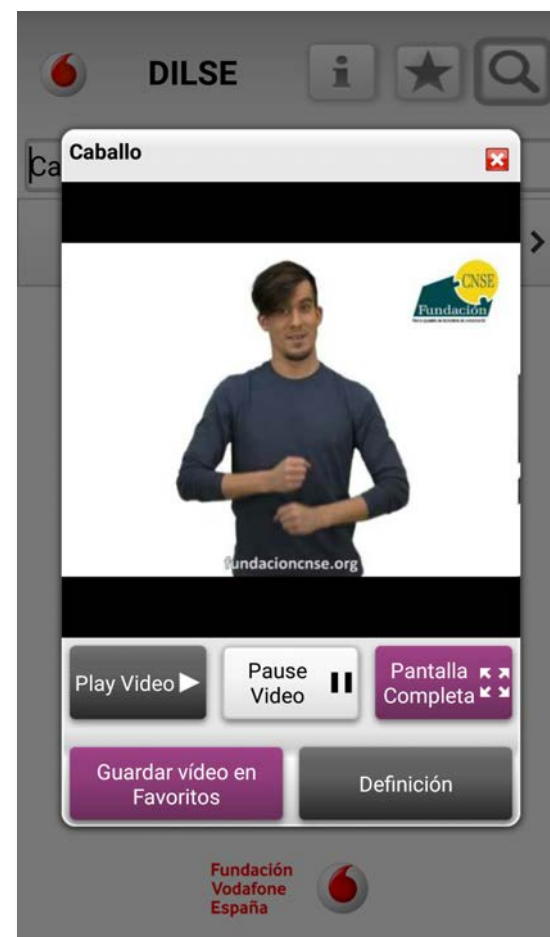 DILSE
Ca
Caballo
CNSE
Fundación
fundacioncnse.org
Play Video
Pause
Video
Pantalla
Completa
Guardar vídeo en
Favoritos
Definición
Fundación
Vodafone
España